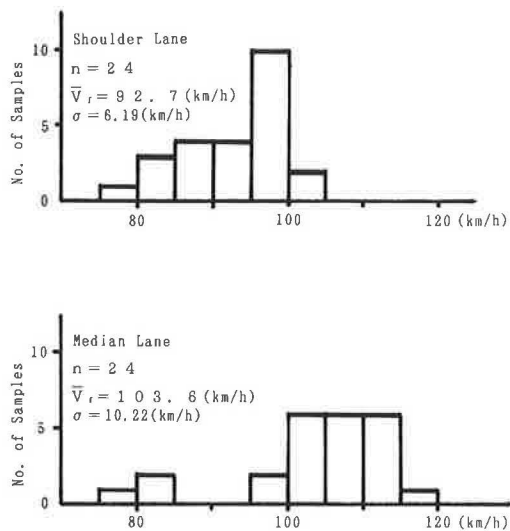 Shoulder Lane
n = 2 4
V̅f = 9 2 . 7 (km/h)
σ = 6.19(km/h)
No. of Samples
10
5
0
80
100
120 (km/h)
Median Lane
n = 2 4
V̅f = 1 0 3 . 6 (km/h)
σ = 10.22(km/h)
No. of Samples
10
5
0
80
100
120 (km/h)